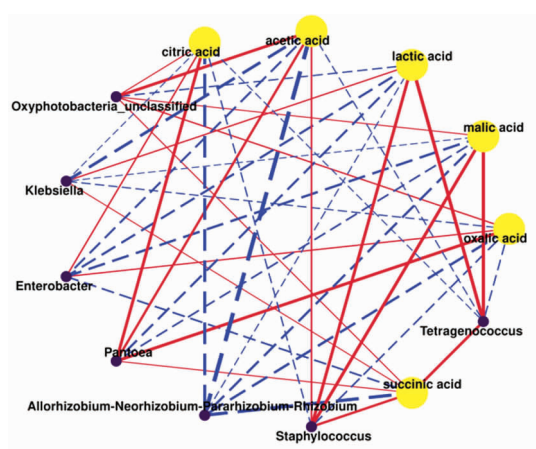 acetic acid
citric acid
lactic acid
Oxyphotobacteria_unclassified
malic acid
Klebsiella
oxalic acid
Enterobacter
Tetragenococcus
Pantoea
succinic acid
Allorhizobium-Neorhizobium-Pararhizobium-Rhizobium
Staphylococcus